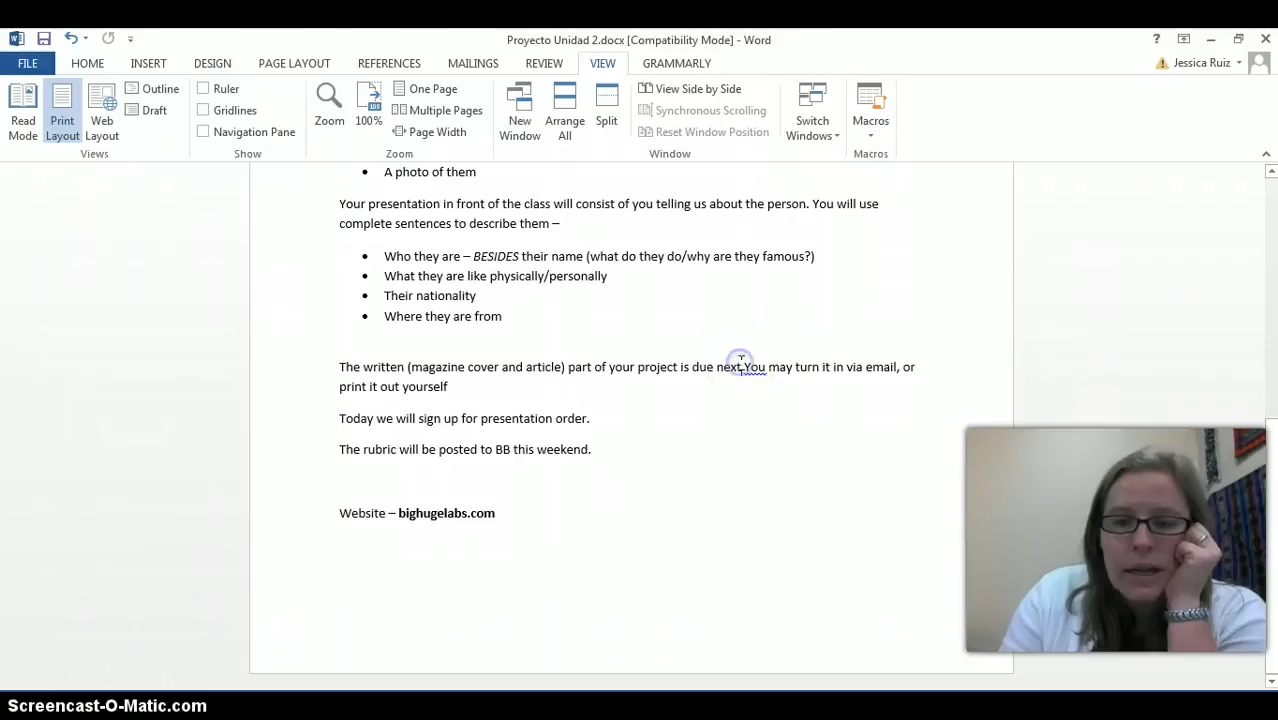 Proyecto Unidad 2.docx [Compatibility Mode] - Word
FILE HOME INSERT DESIGN PAGE LAYOUT REFERENCES MAILINGS REVIEW VIEW GRAMMARLY Jessica Ruiz
Read Mode
Print Layout
Web Layout
Outline
Draft
Views
Ruler
Gridlines
Navigation Pane
Show
Zoom
100%
One Page
Multiple Pages
Page Width
Zoom
New Window
Arrange All
Split
View Side by Side
Synchronous Scrolling
Reset Window Position
Window
Switch Windows
Macros
Macros
• A photo of them
Your presentation in front of the class will consist of you telling us about the person. You will use
complete sentences to describe them –
• Who they are – BESIDES their name (what do they do/why are they famous?)
• What they are like physically/personally
• Their nationality
• Where they are from
The written (magazine cover and article) part of your project is due next.You may turn it in via email, or
print it out yourself
Today we will sign up for presentation order.
The rubric will be posted to BB this weekend.
Website – bighugelabs.com
Screencast-O-Matic.com